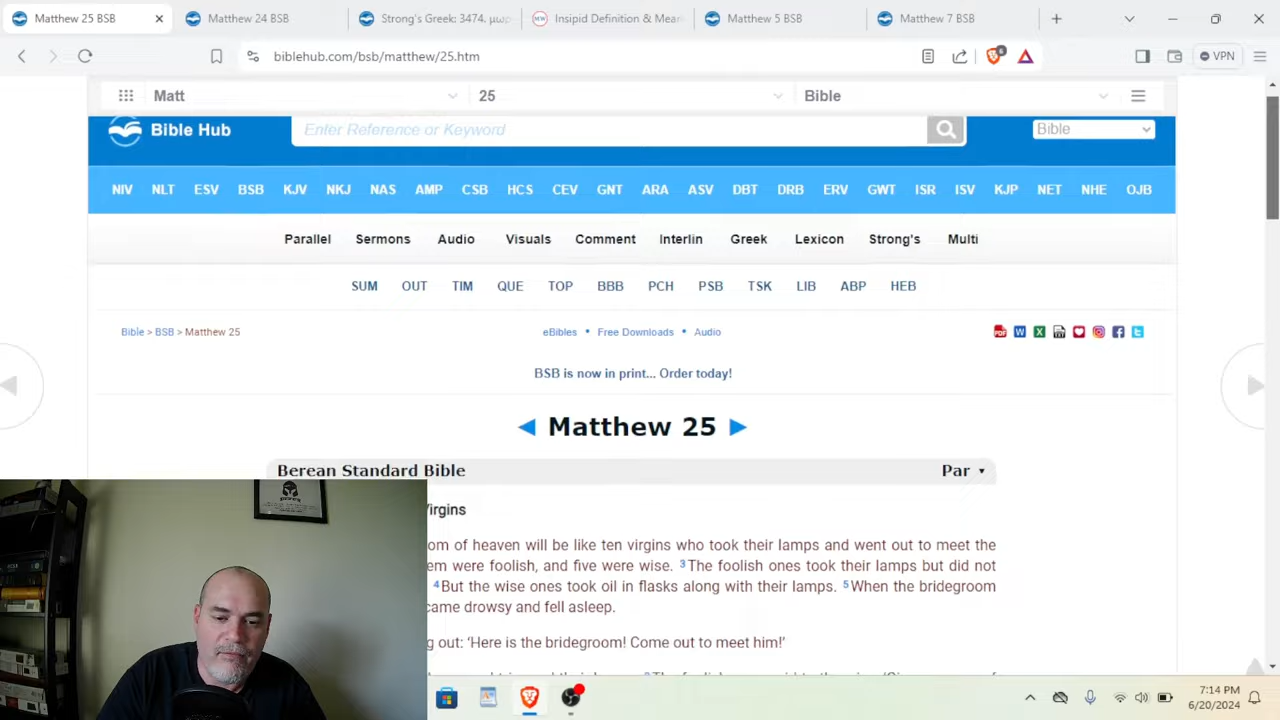 Matthew 25 BSB
Matthew 24 BSB
Strong's Greek: 3474. μωρ
Insipid Definition & Mean
Matthew 5 BSB
Matthew 7 BSB
biblehub.com/bsb/matthew/25.htm
6
VPN
Matt
25
Bible
Bible Hub
Enter Reference or Keyword
Bible
NIV NLT ESV BSB KJV NKJ NAS AMP CSB HCS CEV GNT ARA ASV DBT DRB ERV GWT ISR ISV KJP NET NHE OJB
Parallel Sermons Audio Visuals Comment Interlin Greek Lexicon Strong's Multi
SUM OUT TIM QUE TOP BBB PCH PSB TSK LIB ABP HEB
Bible > BSB > Matthew 25
eBibles • Free Downloads • Audio
BSB is now in print... Order today!
◄ Matthew 25 ►
Berean Standard Bible
Par ▾
Virgins
om of heaven will be like ten virgins who took their lamps and went out to meet the
em were foolish, and five were wise. 3The foolish ones took their lamps but did not
4But the wise ones took oil in flasks along with their lamps. 5When the bridegroom
came drowsy and fell asleep.
g out: ‘Here is the bridegroom! Come out to meet him!’
7:14 PM
6/20/2024